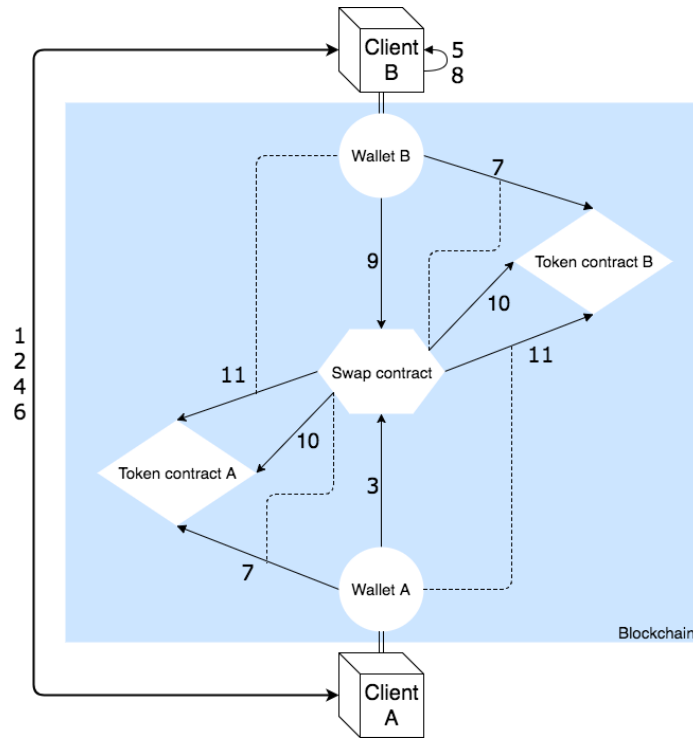 Client
B
5
8
Wallet B
7
Token contract B
9
10
1
2
4
6
11
Swap contract
11
10
Token contract A
3
7
Wallet A
Blockchain
Client
A